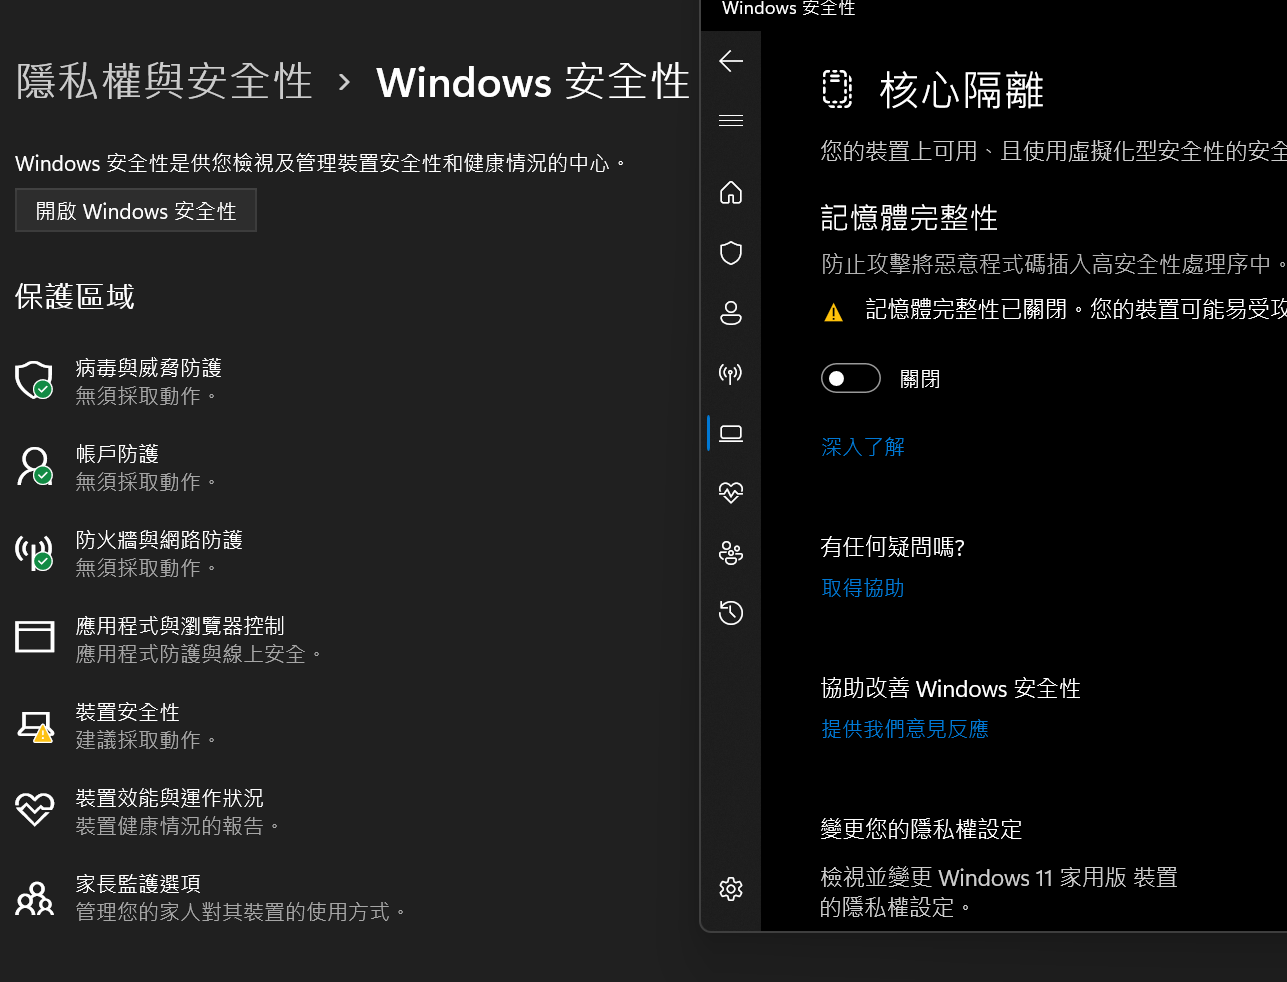 隱私權與安全性 › Windows 安全性
Windows 安全性是供您檢視及管理裝置安全性和健康情況的中心。
開啟 Windows 安全性
保護區域
病毒與威脅防護
無須採取動作。
帳戶防護
無須採取動作。
防火牆與網路防護
無須採取動作。
應用程式與瀏覽器控制
應用程式防護與線上安全。
裝置安全性
建議採取動作。
裝置效能與運作狀況
裝置健康情況的報告。
家長監護選項
管理您的家人對其裝置的使用方式。
Windows 安全性
核心隔離
您的裝置上可用、且使用虛擬化型安全性的安全
記憶體完整性
防止攻擊將惡意程式碼插入高安全性處理序中。
記憶體完整性已關閉。您的裝置可能易受攻
關閉
深入了解
有任何疑問嗎?
取得協助
協助改善 Windows 安全性
提供我們意見反應
變更您的隱私權設定
檢視並變更 Windows 11 家用版 裝置
的隱私權設定。